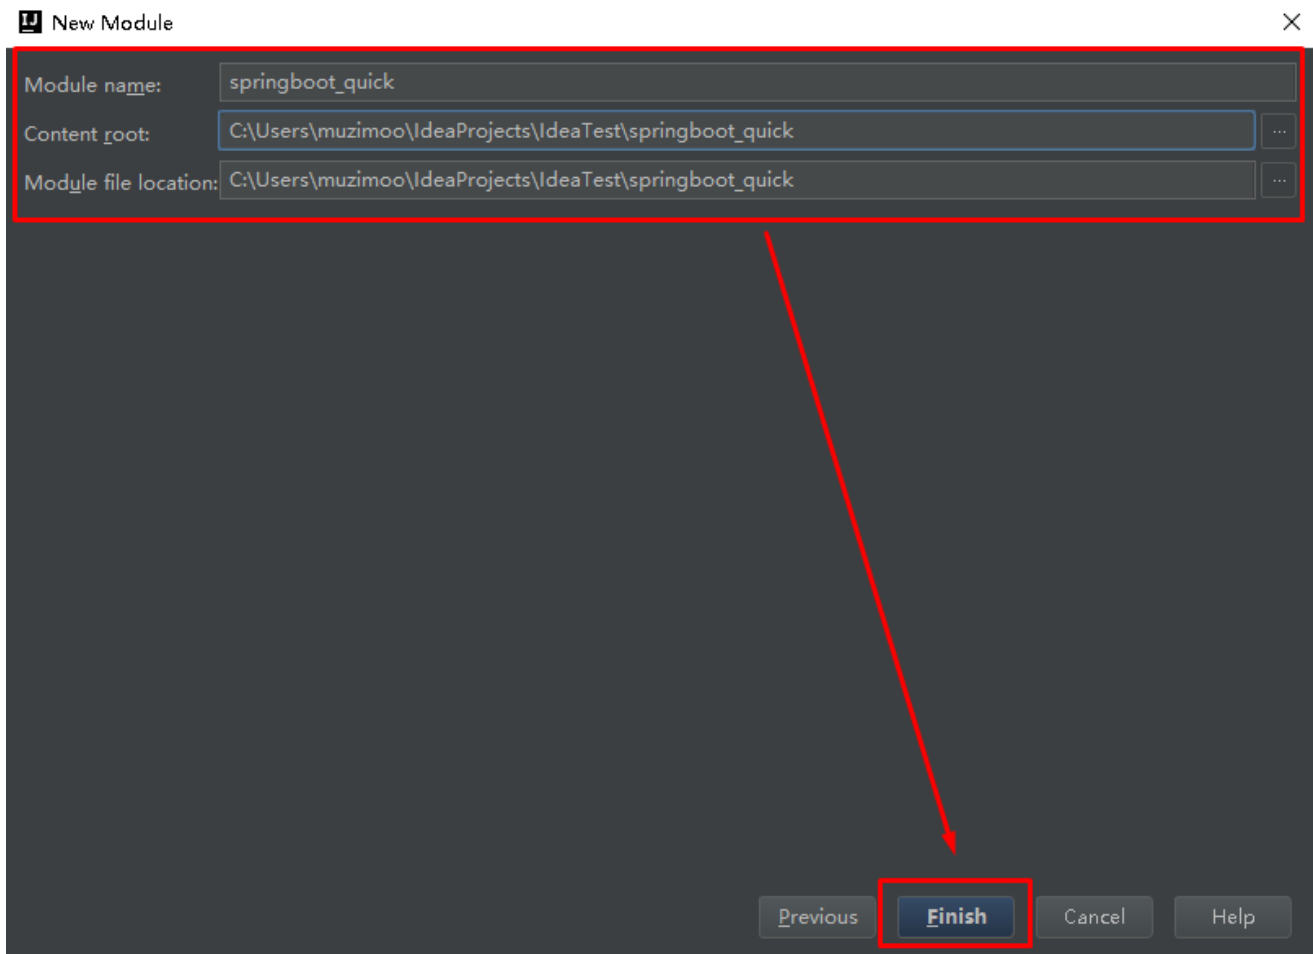 IJ New Module
Module name: springboot_quick
Content root: C:\Users\muzimoo\IdeaProjects\IdeaTest\springboot_quick ...
Module file location: C:\Users\muzimoo\IdeaProjects\IdeaTest\springboot_quick ...
Previous Finish Cancel Help